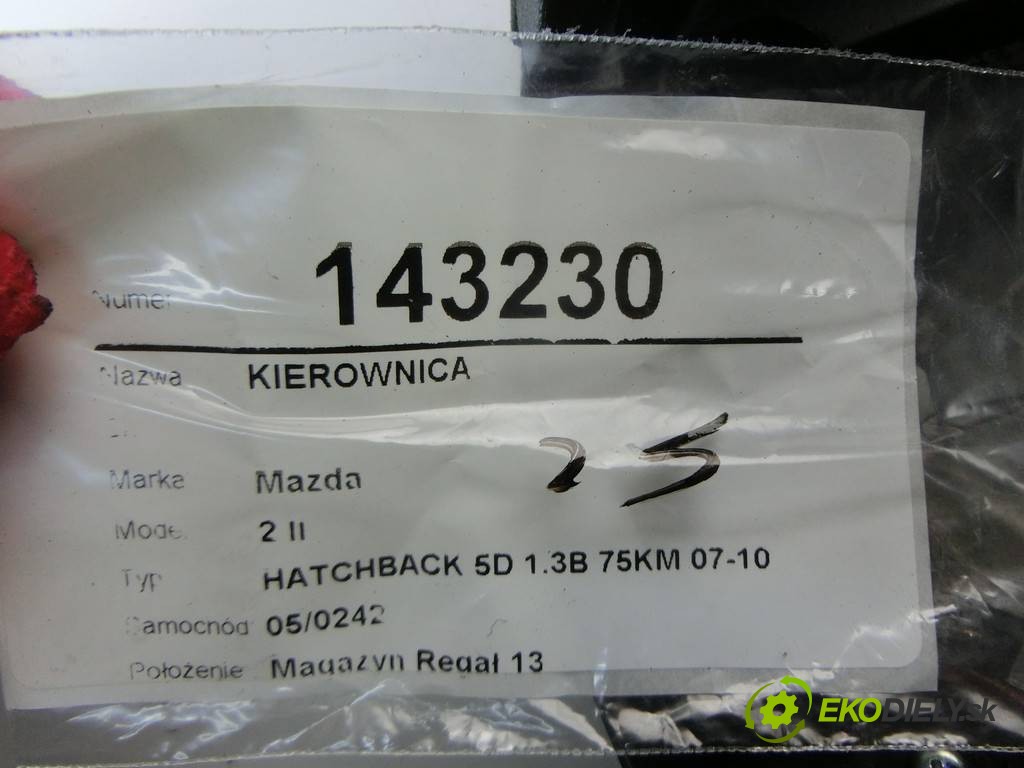 Numer 143230
Nazwa KIEROWNICA
25
Marka Mazda
Model 2 II
Typ HATCHBACK 5D 1.3B 75KM 07-10
Samochód 05/0242
Położenie Magazyn Regał 13
EKODIELY.sk